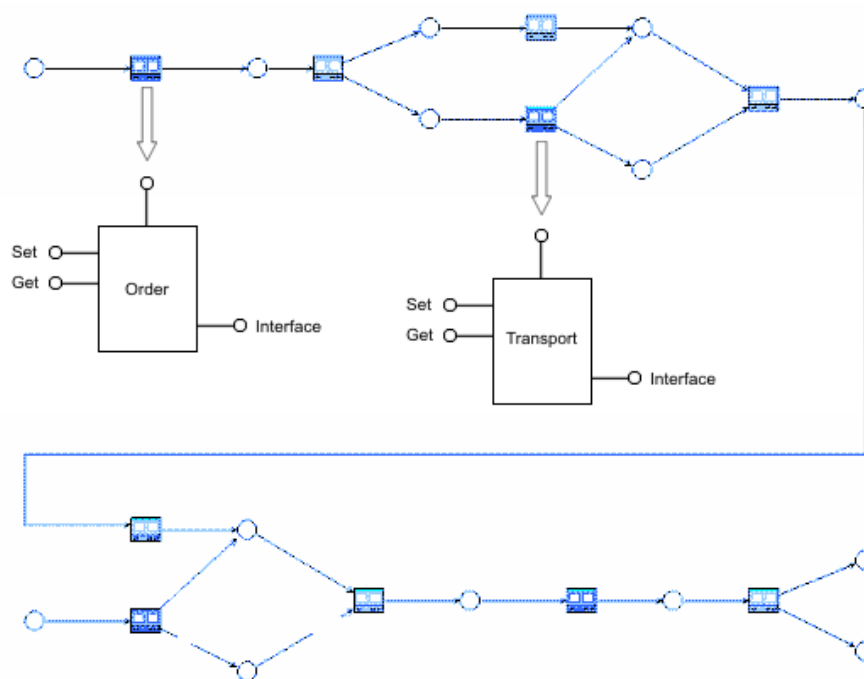 Set
Get
Order
Interface
Set
Get
Transport
Interface